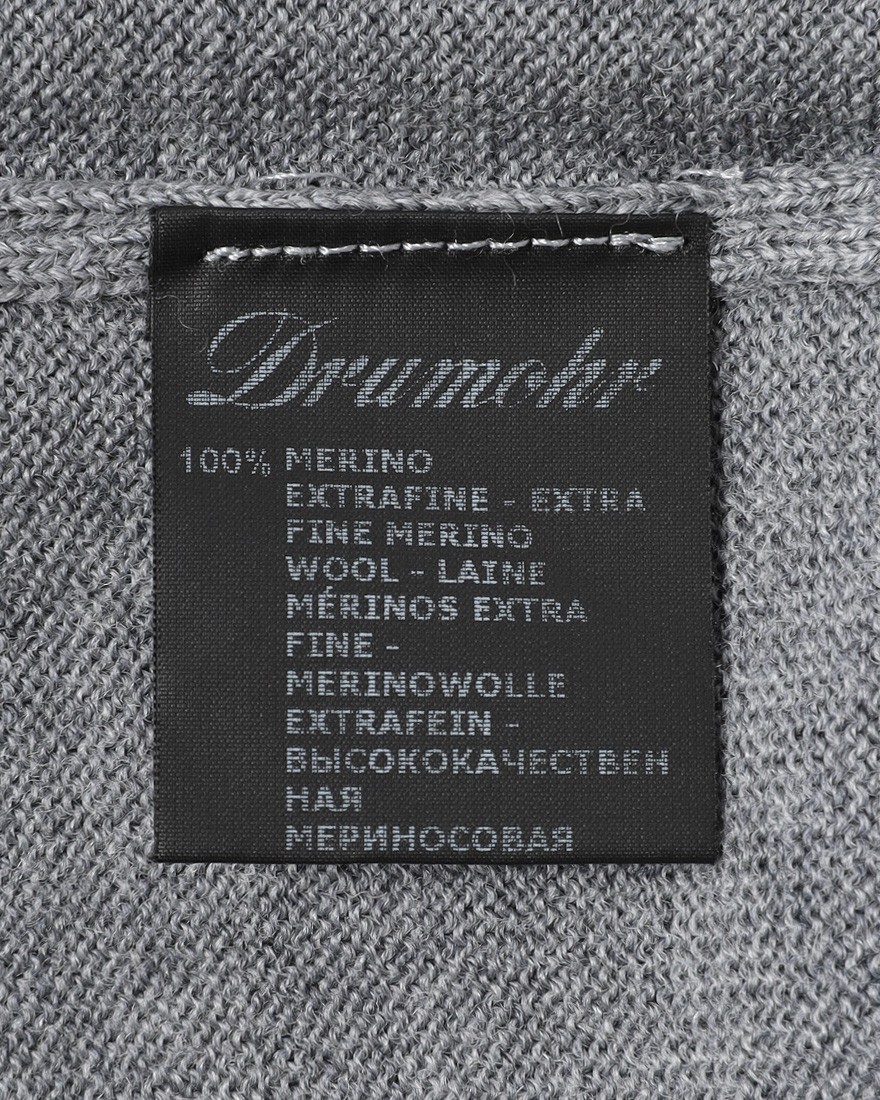 Drumohr
100% MERINO
EXTRAFINE - EXTRA
FINE MERINO
WOOL - LAINE
MÉRINOS EXTRA
FINE -
MERINOWOLLE
EXTRAFEIN -
ВЫСОКОКАЧЕСТВЕН
НАЯ
МЕРИНОСОВАЯ